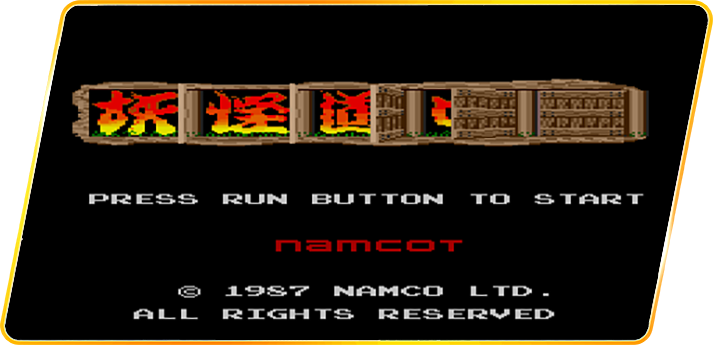 妖怪道
PRESS RUN BUTTON TO START
namcot
© 1987 NAMCO LTD.
ALL RIGHTS RESERVED